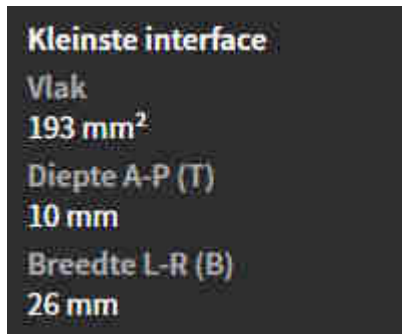 Kleinste interface
Vlak
193 mm²
Diepte A-P (T)
10 mm
Breedte L-R (B)
26 mm